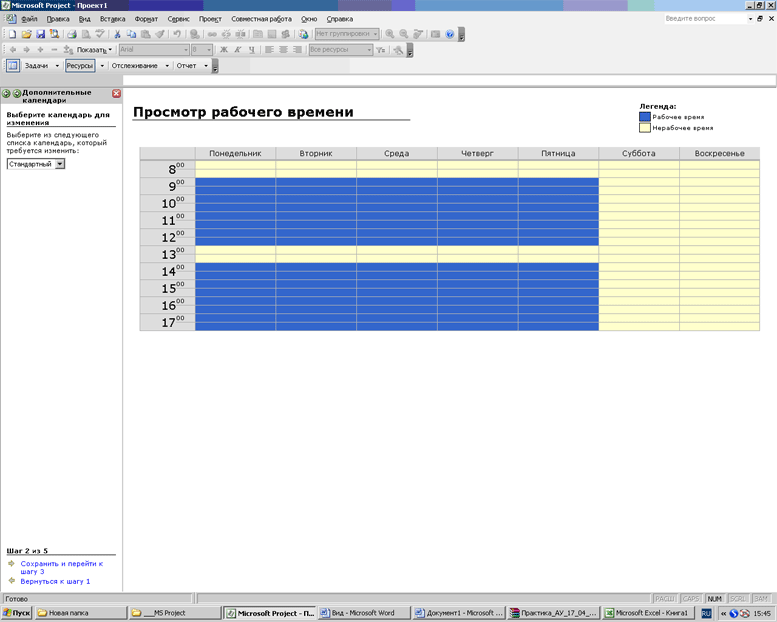 Microsoft Project - Проект1
Файл Правка Вид Вставка Формат Сервис Проект Совместная работа Окно Справка
Введите вопрос
Нет группировки
Показать Arial 8 Ж К Ч Все ресурсы
Задачи Ресурсы Отслеживание Отчет
Дополнительные
календари
Выберите календарь для
изменения
Выберите из следующего
списка календарь, который
требуется изменить:
Стандартный
Просмотр рабочего времени
Легенда:
Рабочее время
Нерабочее время
Понедельник Вторник Среда Четверг Пятница Суббота Воскресенье
8 00
9 00
10 00
11 00
12 00
13 00
14 00
15 00
16 00
17 00
Шаг 2 из 5
Сохранить и перейти к
шагу 3
Вернуться к шагу 1
Готово
РАСШ CAPS NUM SCRL ЗАМ
Пуск Новая папка ___MS Project Microsoft Project - П... Вид - Microsoft Word Документ1 - Microsoft ... Практика_АУ_17_04_... Microsoft Excel - Книга1 RU « 15:45